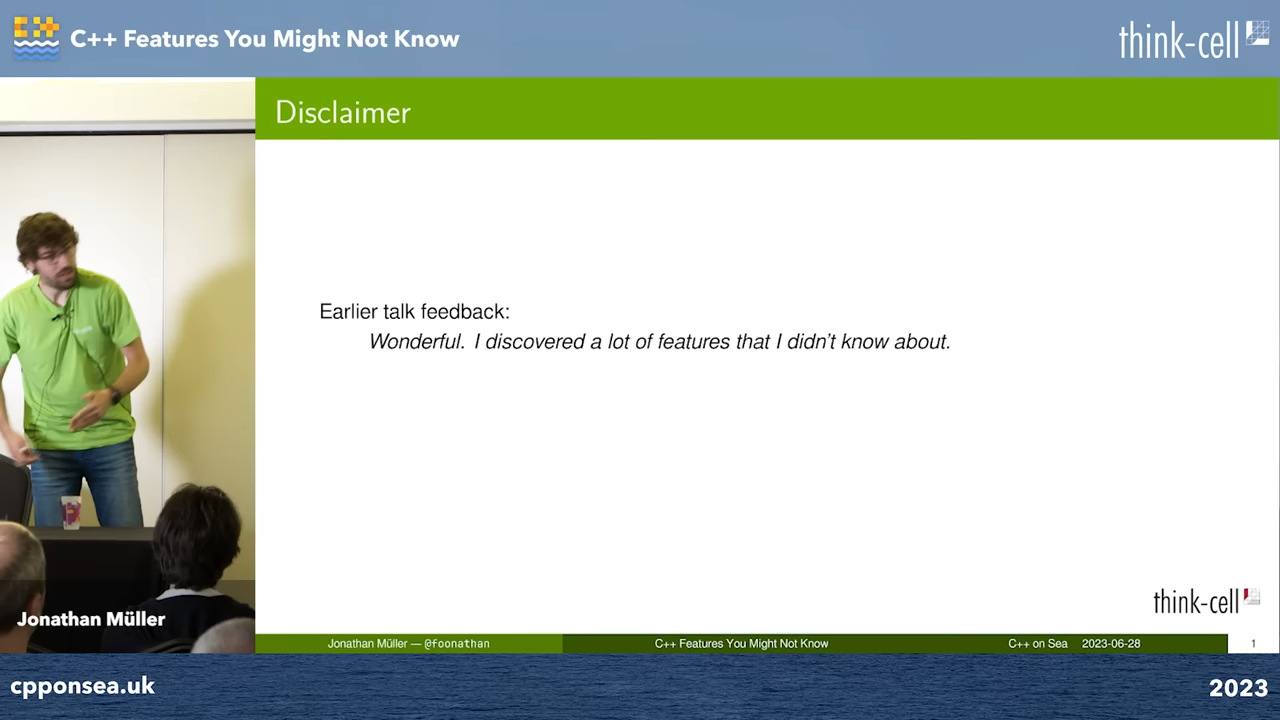 C++ Features You Might Not Know
think-cell
Disclaimer
Earlier talk feedback:
Wonderful. I discovered a lot of features that I didn't know about.
think-cell
Jonathan Müller
Jonathan Müller — @foonathan
C++ Features You Might Not Know
C++ on Sea 2023-06-28
1
cpponsea.uk
2023